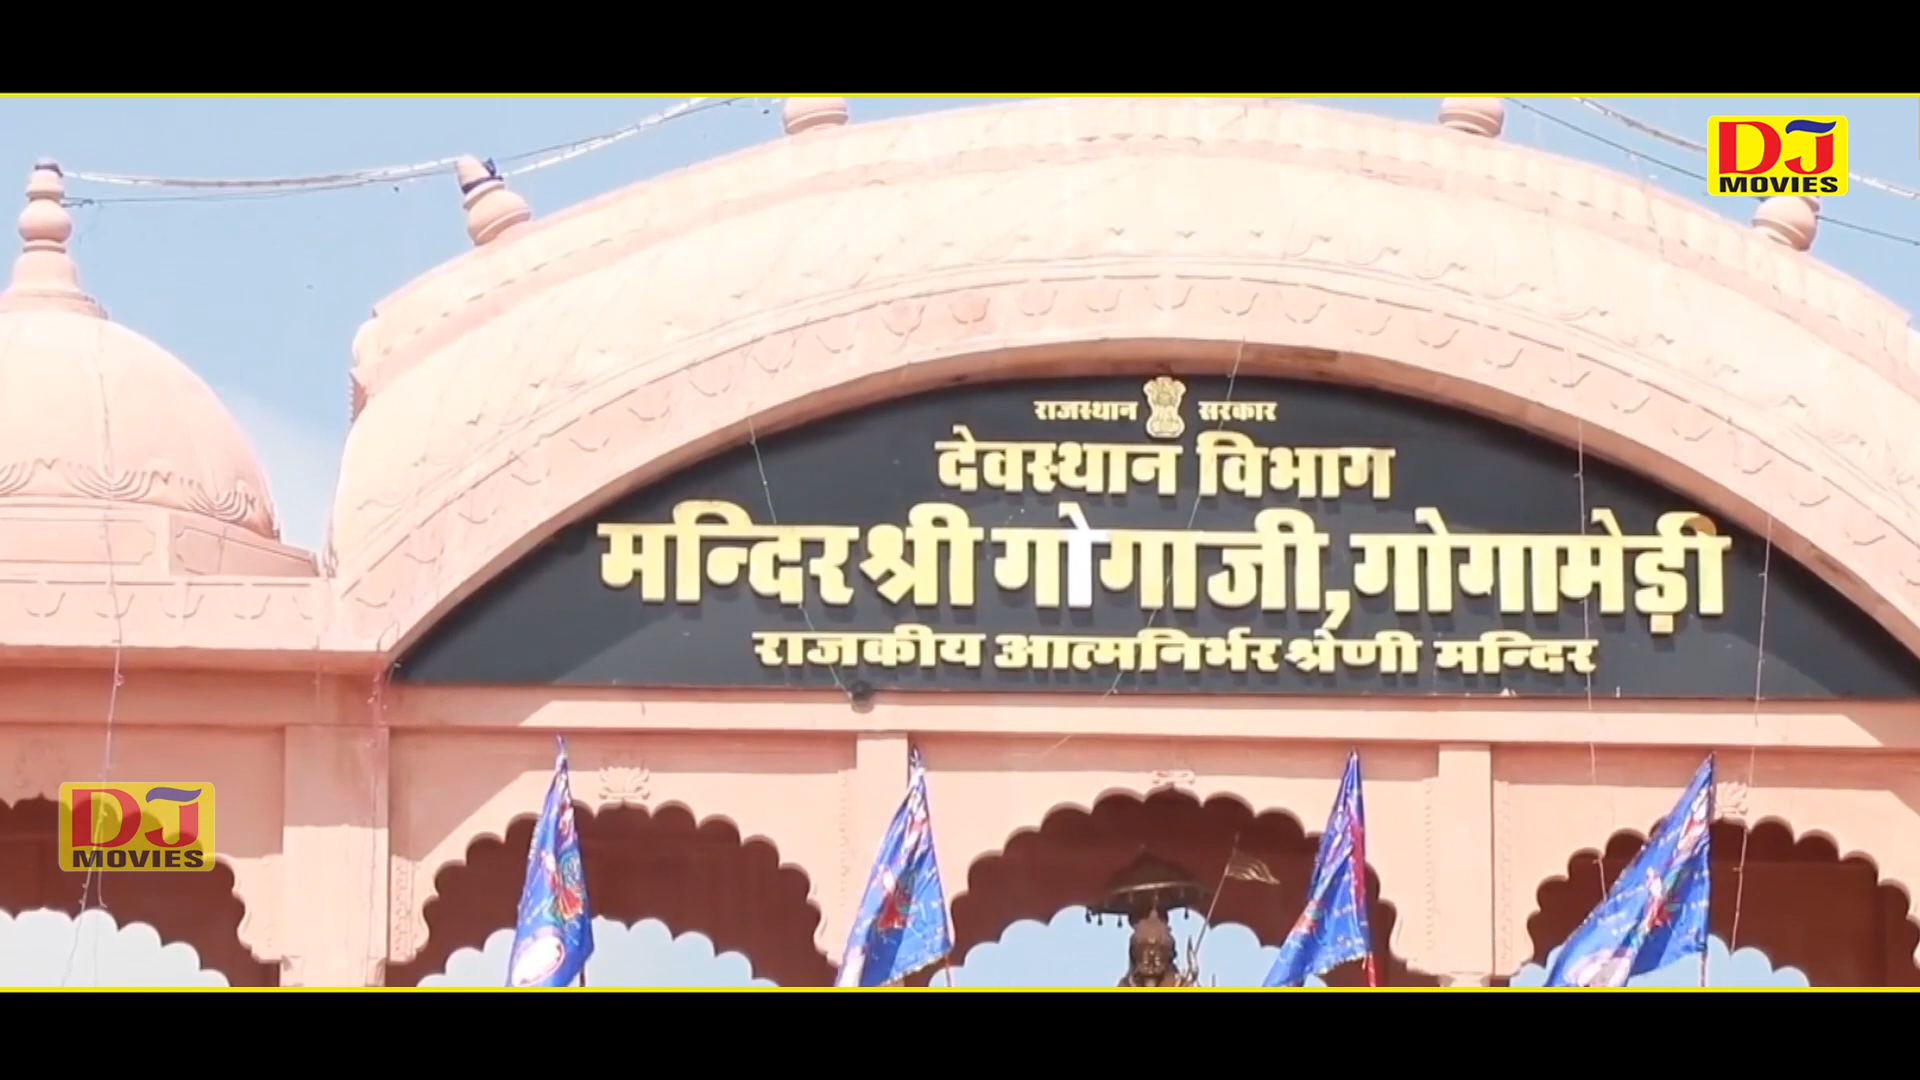 DJ
MOVIES
राजस्थान सरकार
देवस्थान विभाग
मन्दिर श्री गोगाजी, गोगामेड़ी
राजकीय आत्मनिर्भर श्रेणी मन्दिर
DJ
MOVIES